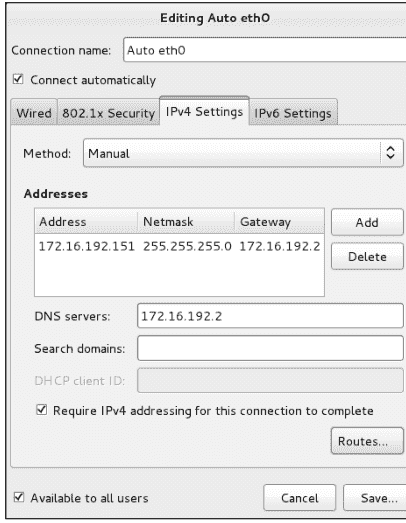 Editing Auto eth0
Connection name: Auto eth0
Connect automatically
Wired 802.1x Security IPv4 Settings IPv6 Settings
Method: Manual
Addresses
Address Netmask Gateway Add
172.16.192.151 255.255.255.0 172.16.192.2
Delete
DNS servers: 172.16.192.2
Search domains:
DHCP client ID:
Require IPv4 addressing for this connection to complete
Routes...
Available to all users Cancel Save...